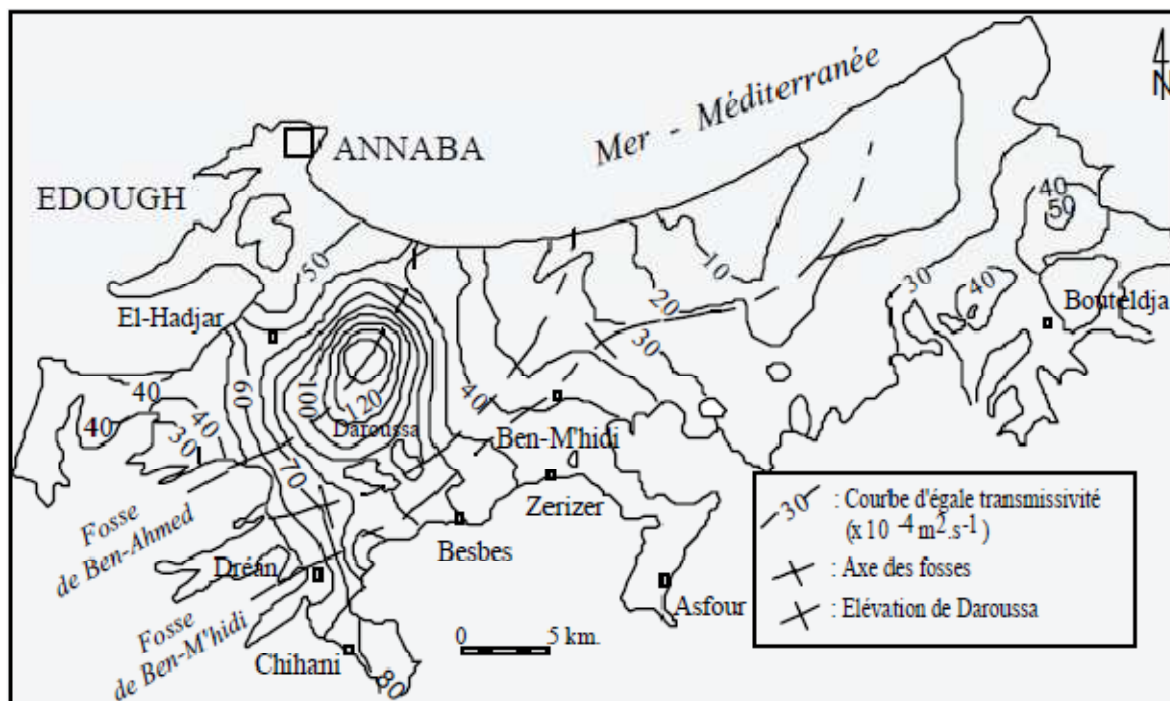 Mer - Méditerranée
N
ANNABA
EDOUGH
50
10
40
50
20
30
40
30
Bouteldja
El-Hadjar
60
100
120
40
40
40
40
30
Daroussa
Ben-M'hidi
70
Zerizer
Besbes
Fosse
de Ben-Ahmed
Dréan
Asfour
Fosse
de Ben-M'hidi
Chihani
80
0 5 km.
30 : Courbe d'égale transmissivité
(x 10 -4 m2.s-1)
: Axe des fosses
: Elévation de Daroussa